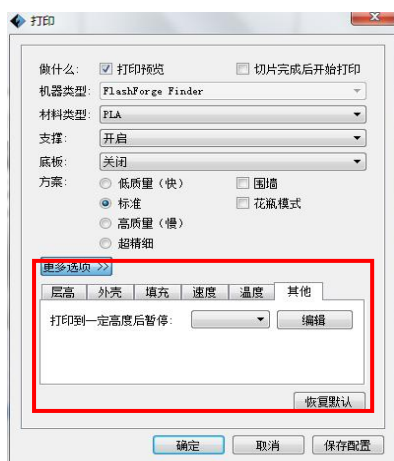 打印
做什么: 打印预览 切片完成后开始打印
机器类型: FlashForge Finder
材料类型: PLA
支撑: 开启
底板: 关闭
方案: 低质量（快） 围墙
标准 花瓶模式
高质量（慢）
超精细
更多选项 >>
层高 外壳 填充 速度 温度 其他
打印到一定高度后暂停: 编辑
恢复默认
确定 取消 保存配置